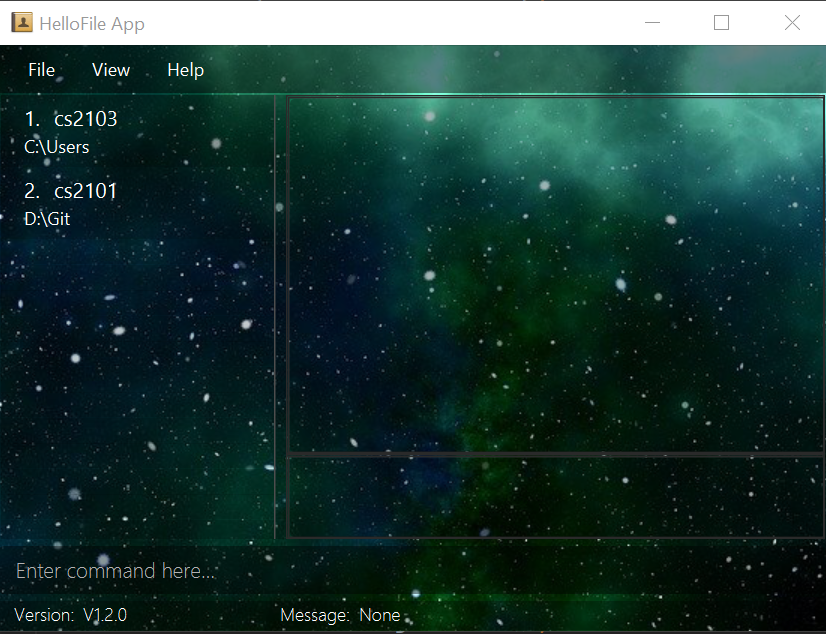 HelloFile App
File View Help
1. cs2103
C:\Users
2. cs2101
D:\Git
Enter command here...
Version: V1.2.0 Message: None